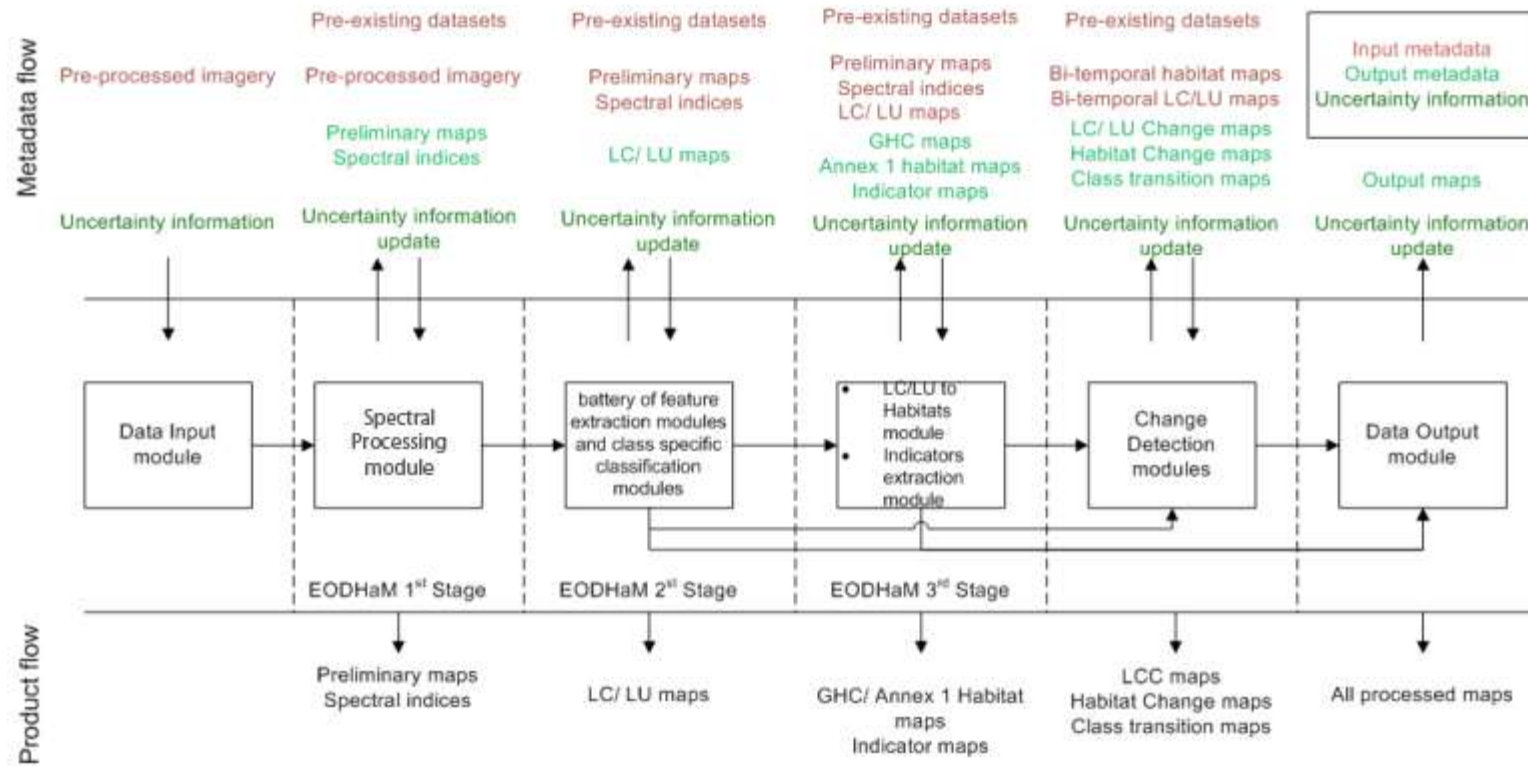 Metadata flow
Pre-processed imagery
Uncertainty information
Pre-existing datasets
Pre-processed imagery
Preliminary maps
Spectral indices
Uncertainty information
update
Pre-existing datasets
Preliminary maps
Spectral indices
LC/ LU maps
Uncertainty information
update
Pre-existing datasets
Preliminary maps
Spectral indices
LC/ LU maps
GHC maps
Annex 1 habitat maps
Indicator maps
Uncertainty information
update
Pre-existing datasets
Bi-temporal habitat maps
Bi-temporal LC/LU maps
LC/ LU Change maps
Habitat Change maps
Class transition maps
Uncertainty information
update
Input metadata
Output metadata
Uncertainty information
Output maps
Uncertainty information
update
Data Input
module
Spectral
Processing
module
battery of feature
extraction modules
and class specific
classification
modules
• LC/LU to
Habitats
module
• Indicators
extraction
module
Change
Detection
modules
Data Output
module
EODHaM 1st Stage
EODHaM 2st Stage
EODHaM 3rd Stage
Product flow
Preliminary maps
Spectral indices
LC/ LU maps
GHC/ Annex 1 Habitat
maps
Indicator maps
LCC maps
Habitat Change maps
Class transition maps
All processed maps